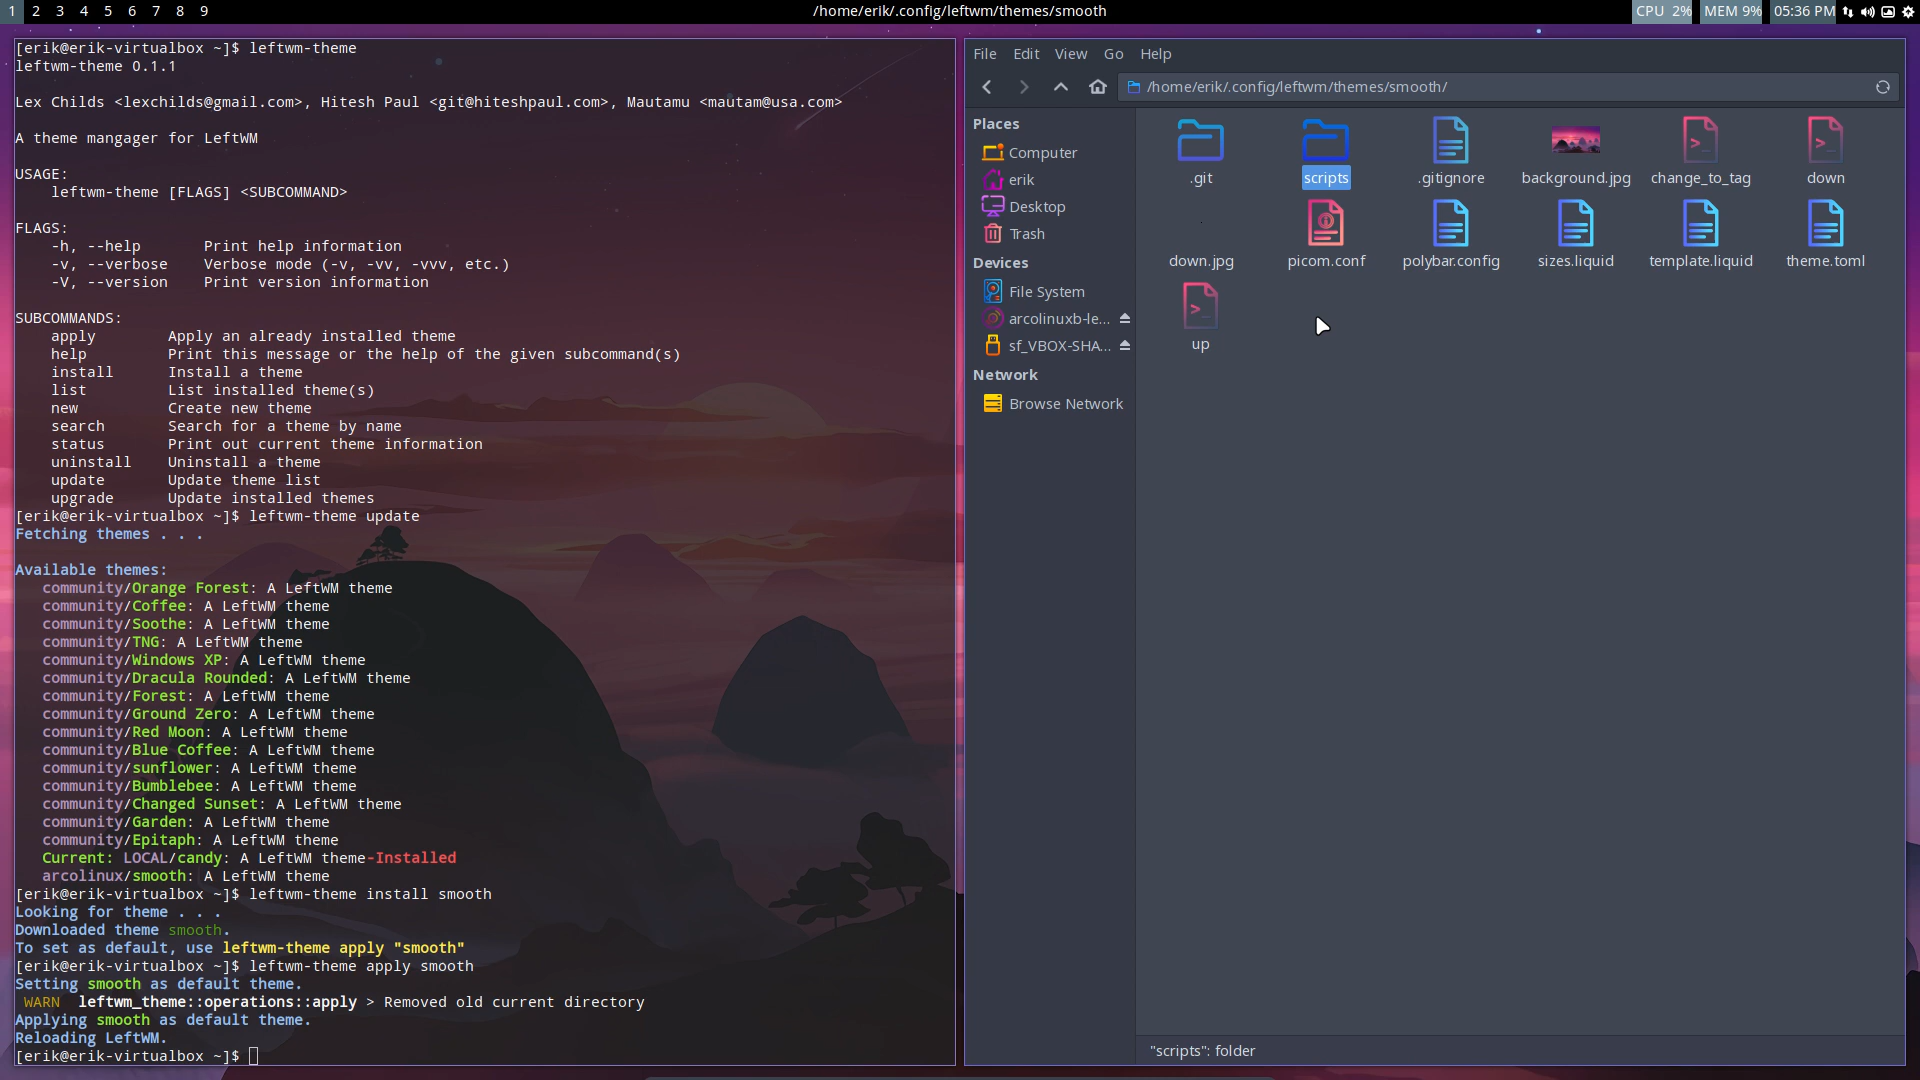 1 2 3 4 5 6 7 8 9 /home/erik/.config/leftwm/themes/smooth CPU 2% MEM 9% 05:36 PM
[erik@erik-virtualbox ~]$ leftwm-theme
leftwm-theme 0.1.1
Lex Childs <lexchilds@gmail.com>, Hitesh Paul <git@hiteshpaul.com>, Mautamu <mautam@usa.com>
A theme mangager for LeftWM
USAGE:
leftwm-theme [FLAGS] <SUBCOMMAND>
FLAGS:
-h, --help Print help information
-v, --verbose Verbose mode (-v, -vv, -vvv, etc.)
-V, --version Print version information
SUBCOMMANDS:
apply Apply an already installed theme
help Print this message or the help of the given subcommand(s)
install Install a theme
list List installed theme(s)
new Create new theme
search Search for a theme by name
status Print out current theme information
uninstall Uninstall a theme
update Update theme list
upgrade Update installed themes
[erik@erik-virtualbox ~]$ leftwm-theme update
Fetching themes . . .
Available themes:
community/Orange Forest: A LeftWM theme
community/Coffee: A LeftWM theme
community/Soothe: A LeftWM theme
community/TNG: A LeftWM theme
community/Windows XP: A LeftWM theme
community/Dracula Rounded: A LeftWM theme
community/Forest: A LeftWM theme
community/Ground Zero: A LeftWM theme
community/Red Moon: A LeftWM theme
community/Blue Coffee: A LeftWM theme
community/sunflower: A LeftWM theme
community/Bumblebee: A LeftWM theme
community/Changed Sunset: A LeftWM theme
community/Garden: A LeftWM theme
community/Epitaph: A LeftWM theme
Current: LOCAL/candy: A LeftWM theme-Installed
arcolinux/smooth: A LeftWM theme
[erik@erik-virtualbox ~]$ leftwm-theme install smooth
Looking for theme . . .
Downloaded theme smooth.
To set as default, use leftwm-theme apply "smooth"
[erik@erik-virtualbox ~]$ leftwm-theme apply smooth
Setting smooth as default theme.
WARN leftwm_theme::operations::apply > Removed old current directory
Applying smooth as default theme.
Reloading LeftWM.
[erik@erik-virtualbox ~]$
File Edit View Go Help
/home/erik/.config/leftwm/themes/smooth/
Places
Computer
erik
Desktop
Trash
Devices
File System
arcolinuxb-le...
sf_VBOX-SHA...
Network
Browse Network
.git scripts .gitignore background.jpg change_to_tag down
down.jpg picom.conf polybar.config sizes.liquid template.liquid theme.toml
up
"scripts": folder